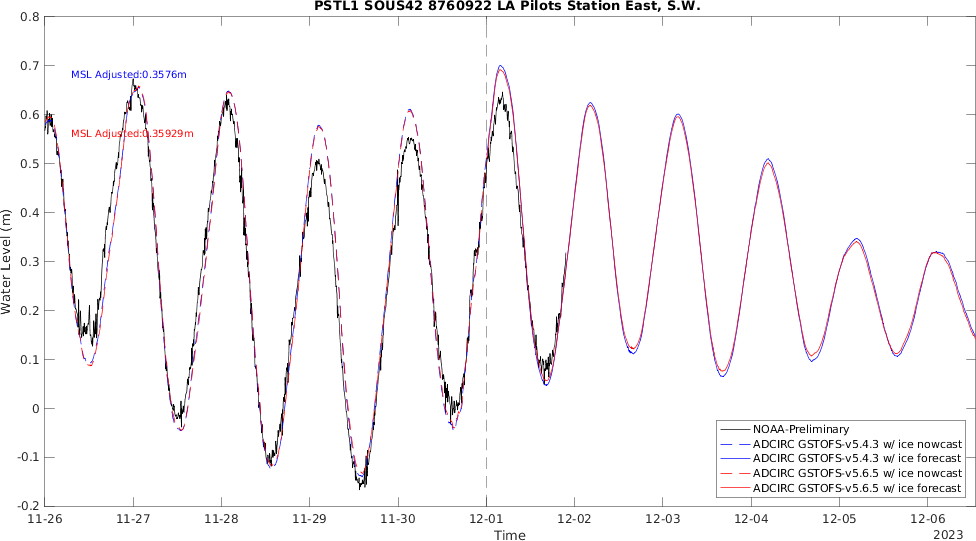 PSTL1 SOUS42 8760922 LA Pilots Station East, S.W.
0.8
0.7
0.6
0.5
0.4
0.3
0.2
0.1
0
-0.1
-0.2
Water Level (m)
MSL Adjusted:0.3576m
MSL Adjusted:0.35929m
NOAA-Preliminary
ADCIRC GSTOFS-v5.4.3 w/ ice nowcast
ADCIRC GSTOFS-v5.4.3 w/ ice forecast
ADCIRC GSTOFS-v5.6.5 w/ ice nowcast
ADCIRC GSTOFS-v5.6.5 w/ ice forecast
11-26 11-27 11-28 11-29 11-30 12-01 12-02 12-03 12-04 12-05 12-06
Time
2023